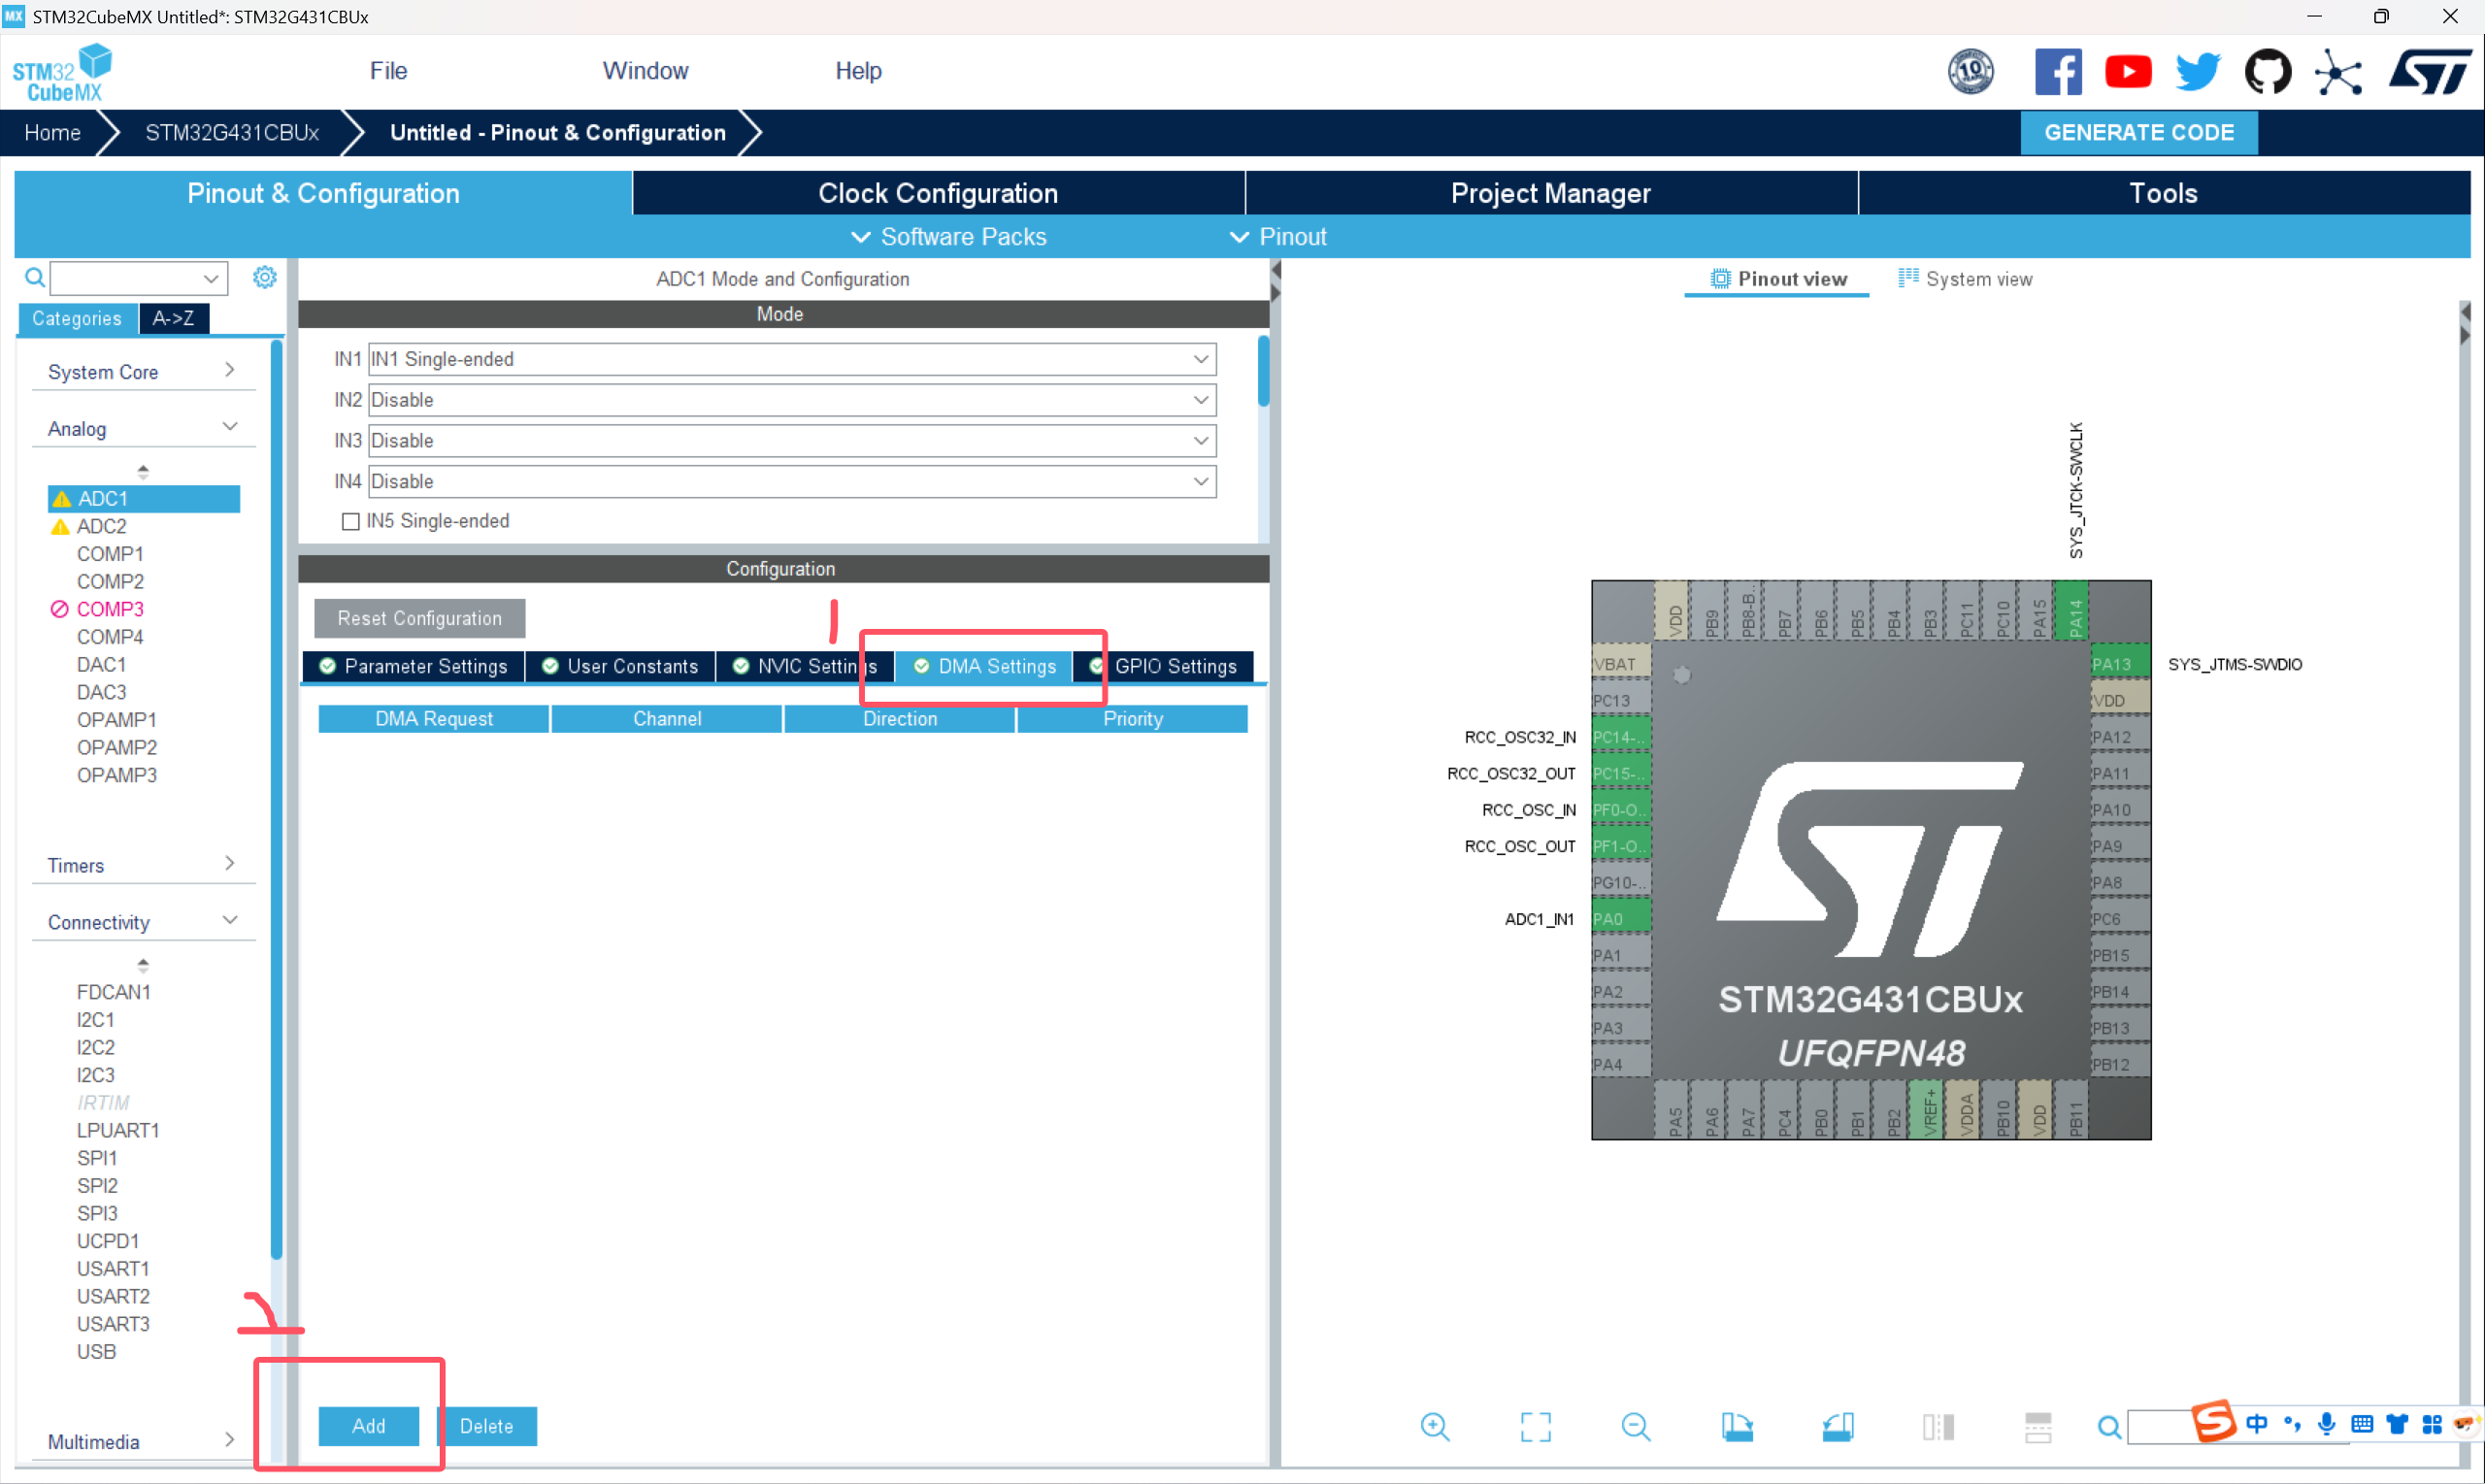 MX STM32CubeMX Untitled*: STM32G431CBUx
STM32 CubeMX
File Window Help
10
Home STM32G431CBUx Untitled - Pinout & Configuration GENERATE CODE
Pinout & Configuration Clock Configuration Project Manager Tools
Software Packs Pinout
Categories A->Z
System Core
Analog
ADC1
ADC2
COMP1
COMP2
COMP3
COMP4
DAC1
DAC3
OPAMP1
OPAMP2
OPAMP3
Timers
Connectivity
FDCAN1
I2C1
I2C2
I2C3
IRTIM
LPUART1
SPI1
SPI2
SPI3
UCPD1
USART1
USART2
USART3
USB
Multimedia
ADC1 Mode and Configuration
Mode
IN1 IN1 Single-ended
IN2 Disable
IN3 Disable
IN4 Disable
IN5 Single-ended
Configuration
Reset Configuration
Parameter Settings User Constants NVIC Settings DMA Settings GPIO Settings
DMA Request Channel Direction Priority
Add Delete
Pinout view System view
SYS_JTCK-SWCLK
VDD PB9 PB8-B.. PB7 PB6 PB5 PB4 PB3 PC11 PC10 PA15 PA14
VBAT
PC13
RCC_OSC32_IN PC14-..
RCC_OSC32_OUT PC15-..
RCC_OSC_IN PF0-O..
RCC_OSC_OUT PF1-O..
PG10-..
ADC1_IN1 PA0
PA1
PA2
PA3
PA4
STM32G431CBUx
UFQFPN48
PA13 SYS_JTMS-SWDIO
VDD
PA12
PA11
PA10
PA9
PA8
PC6
PB15
PB14
PB13
PB12
PA5 PA6 PA7 PC4 PB0 PB1 PB2 VREF+ VDDA PB10 VDD PB11
中